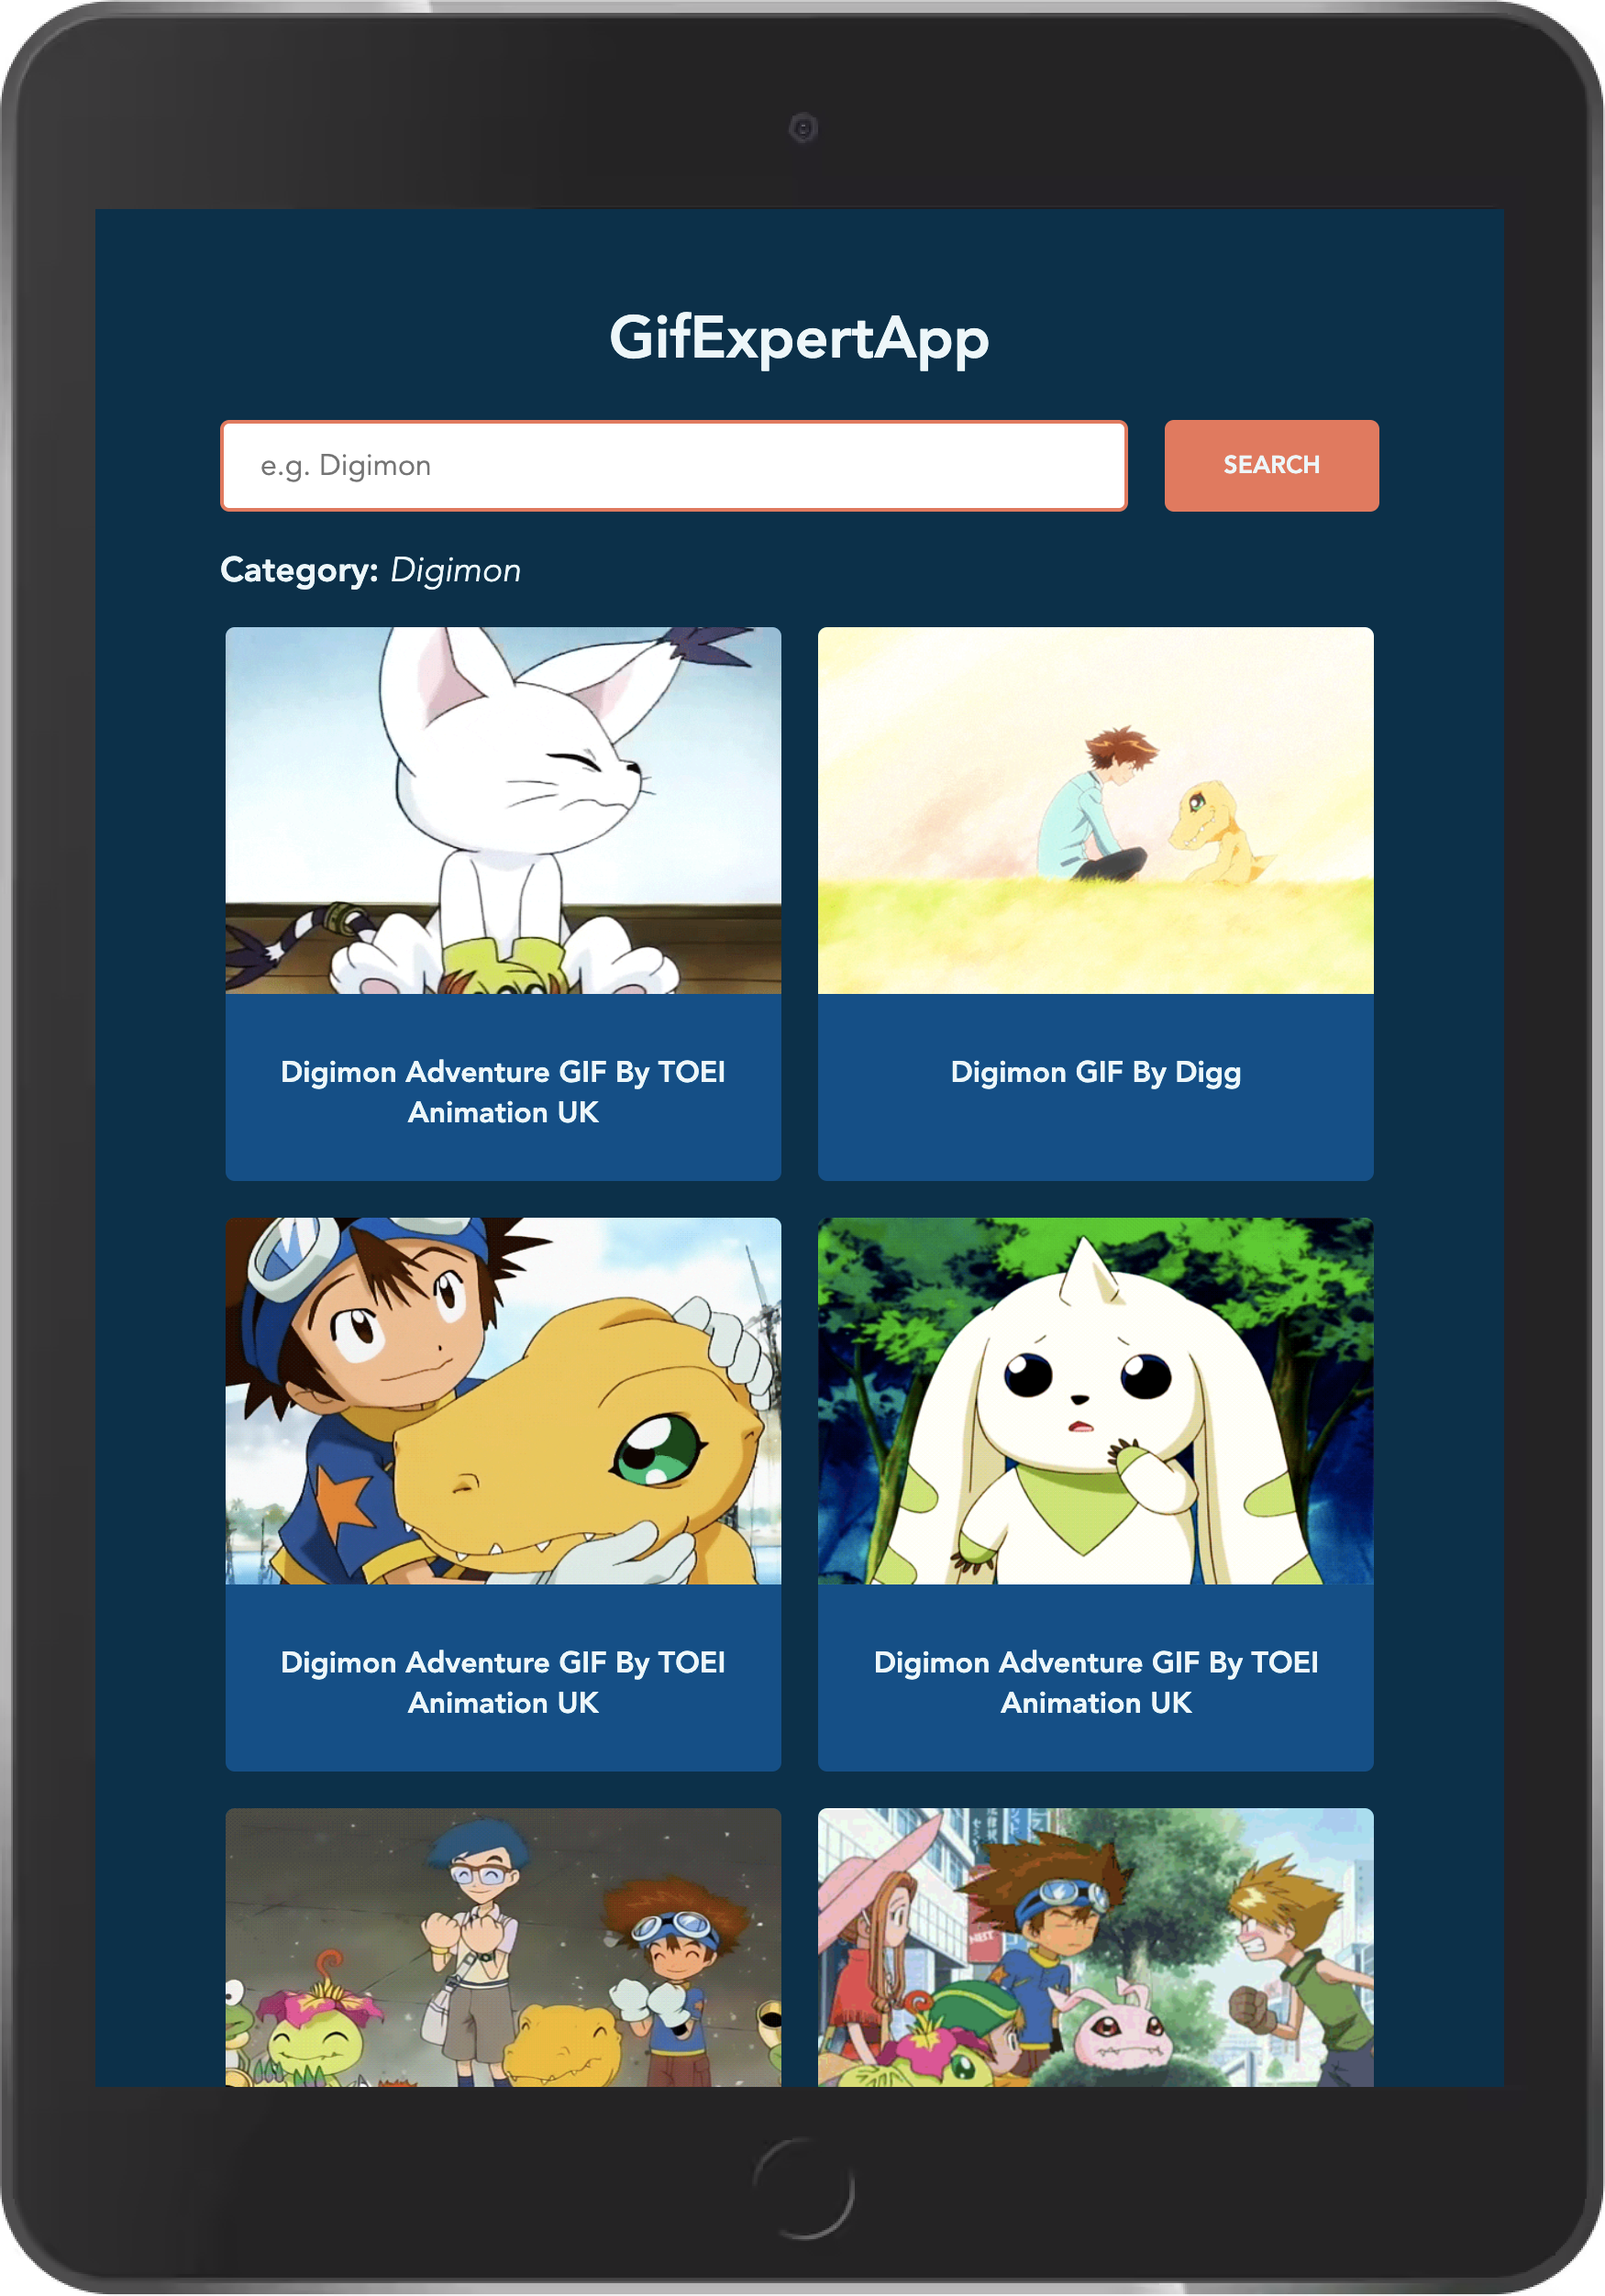 GifExpertApp
e.g. Digimon
SEARCH
Category: Digimon
Digimon Adventure GIF By TOEI
Animation UK
Digimon GIF By Digg
Digimon Adventure GIF By TOEI
Animation UK
Digimon Adventure GIF By TOEI
Animation UK